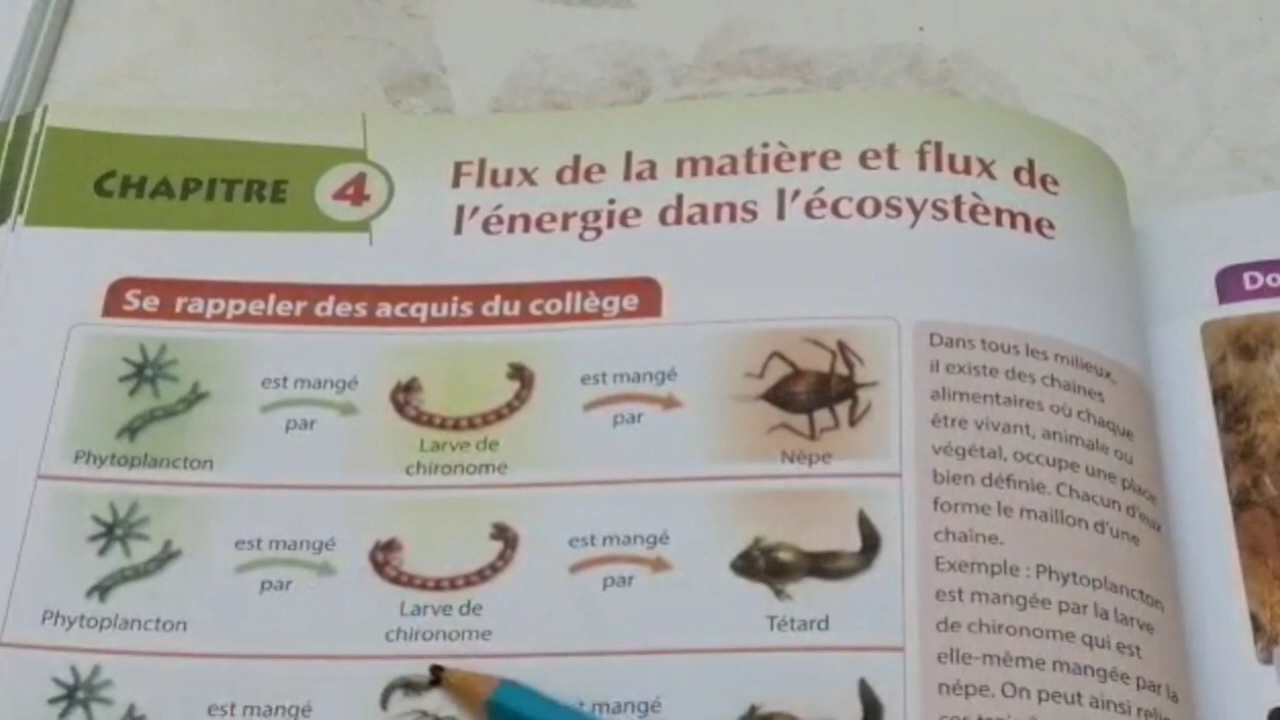 CHAPITRE 4
Flux de la matière et flux de
l'énergie dans l'écosystème
Se rappeler des acquis du collège
est mangé
par
est mangé
par
Phytoplancton
Larve de
chironome
Nèpe
est mangé
par
est mangé
par
Phytoplancton
Larve de
chironome
Tétard
est mangé
mangé
Dans tous les milieux,
il existe des chaînes
alimentaires où chaque
être vivant, animale ou
végétal, occupe une place
bien définie. Chacun d'eux
forme le maillon d'une
chaîne.
Exemple : Phytoplancton
est mangée par la larve
de chironome qui est
elle-même mangée par la
népe. On peut ainsi
Do